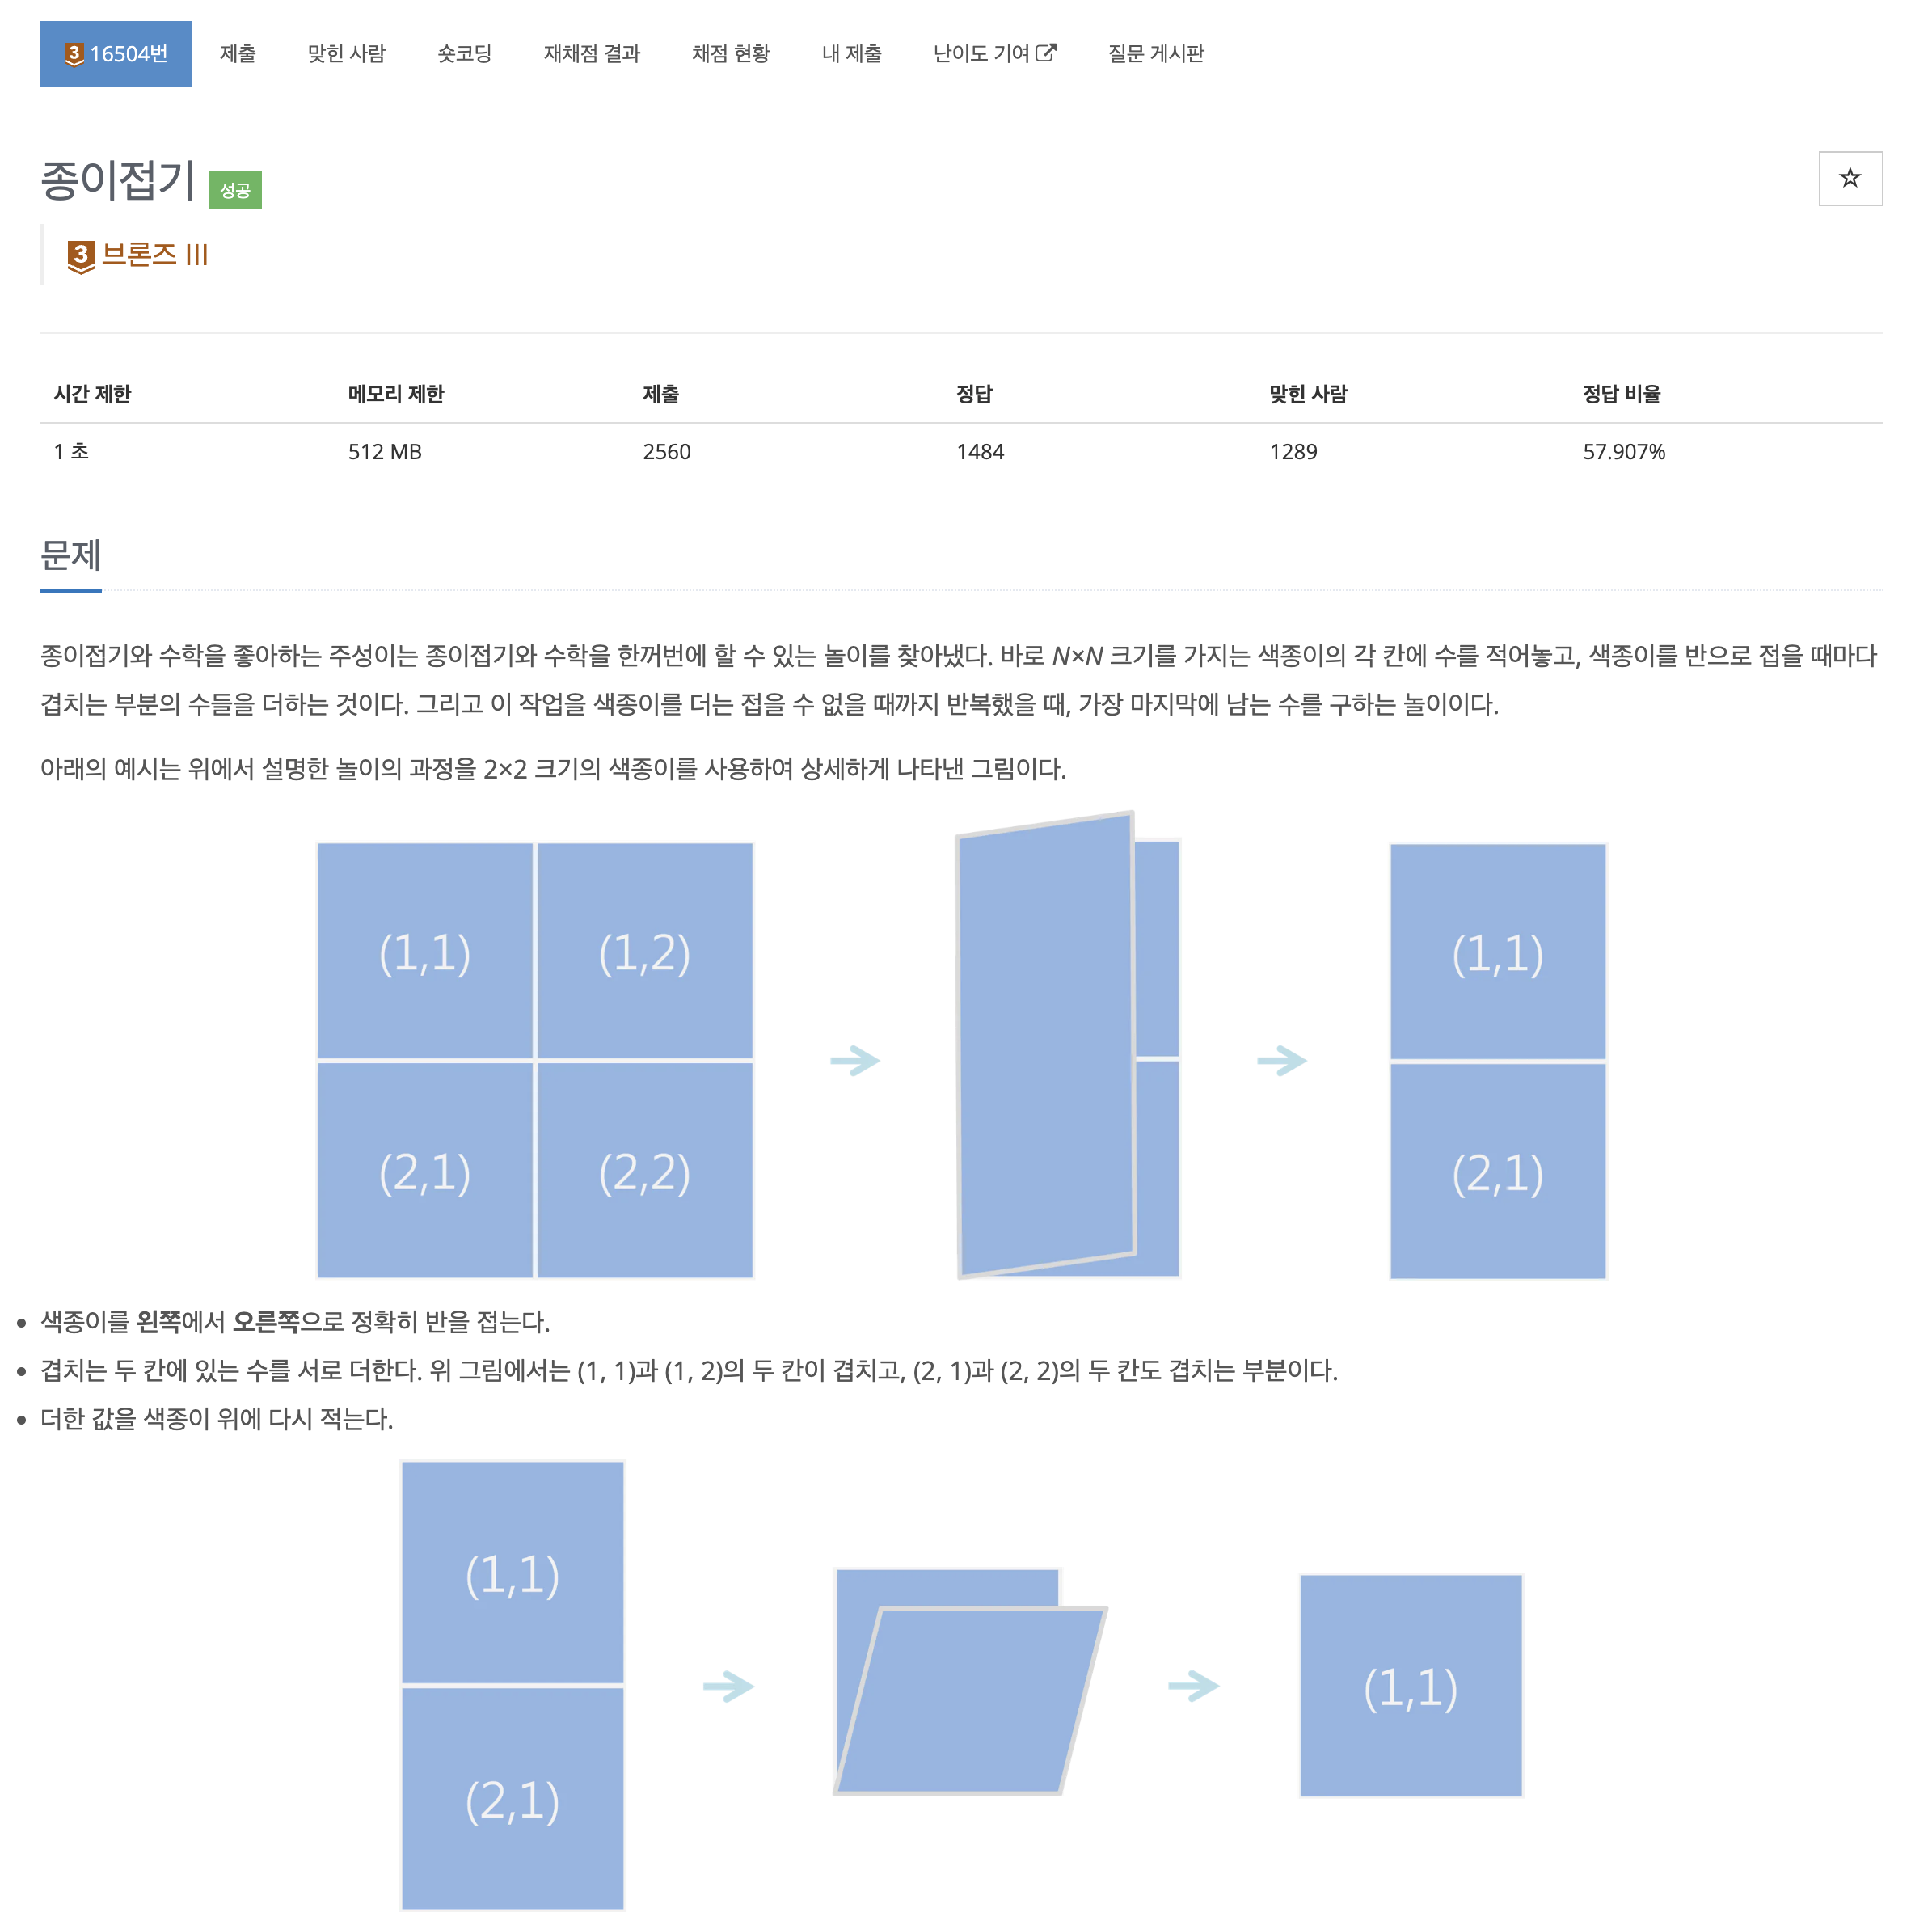 3 16504번 제출 맞힌 사람 숏코딩 재채점 결과 채점 현황 내 제출 난이도 기여 질문 게시판
종이접기 성공
3 브론즈 III
시간 제한 메모리 제한 제출 정답 맞힌 사람 정답 비율
1 초 512 MB 2560 1484 1289 57.907%
문제
종이접기와 수학을 좋아하는 주성이는 종이접기와 수학을 한꺼번에 할 수 있는 놀이를 찾아냈다. 바로 N×N 크기를 가지는 색종이의 각 칸에 수를 적어놓고, 색종이를 반으로 접을 때마다
겹치는 부분의 수들을 더하는 것이다. 그리고 이 작업을 색종이를 더는 접을 수 없을 때까지 반복했을 때, 가장 마지막에 남는 수를 구하는 놀이이다.
아래의 예시는 위에서 설명한 놀이의 과정을 2×2 크기의 색종이를 사용하여 상세하게 나타낸 그림이다.
(1,1) (1,2) (1,1)
(2,1) (2,2) (2,1)
• 색종이를 왼쪽에서 오른쪽으로 정확히 반을 접는다.
• 겹치는 두 칸에 있는 수를 서로 더한다. 위 그림에서는 (1, 1)과 (1, 2)의 두 칸이 겹치고, (2, 1)과 (2, 2)의 두 칸도 겹치는 부분이다.
• 더한 값을 색종이 위에 다시 적는다.
(1,1)
(1,1)
(2,1)